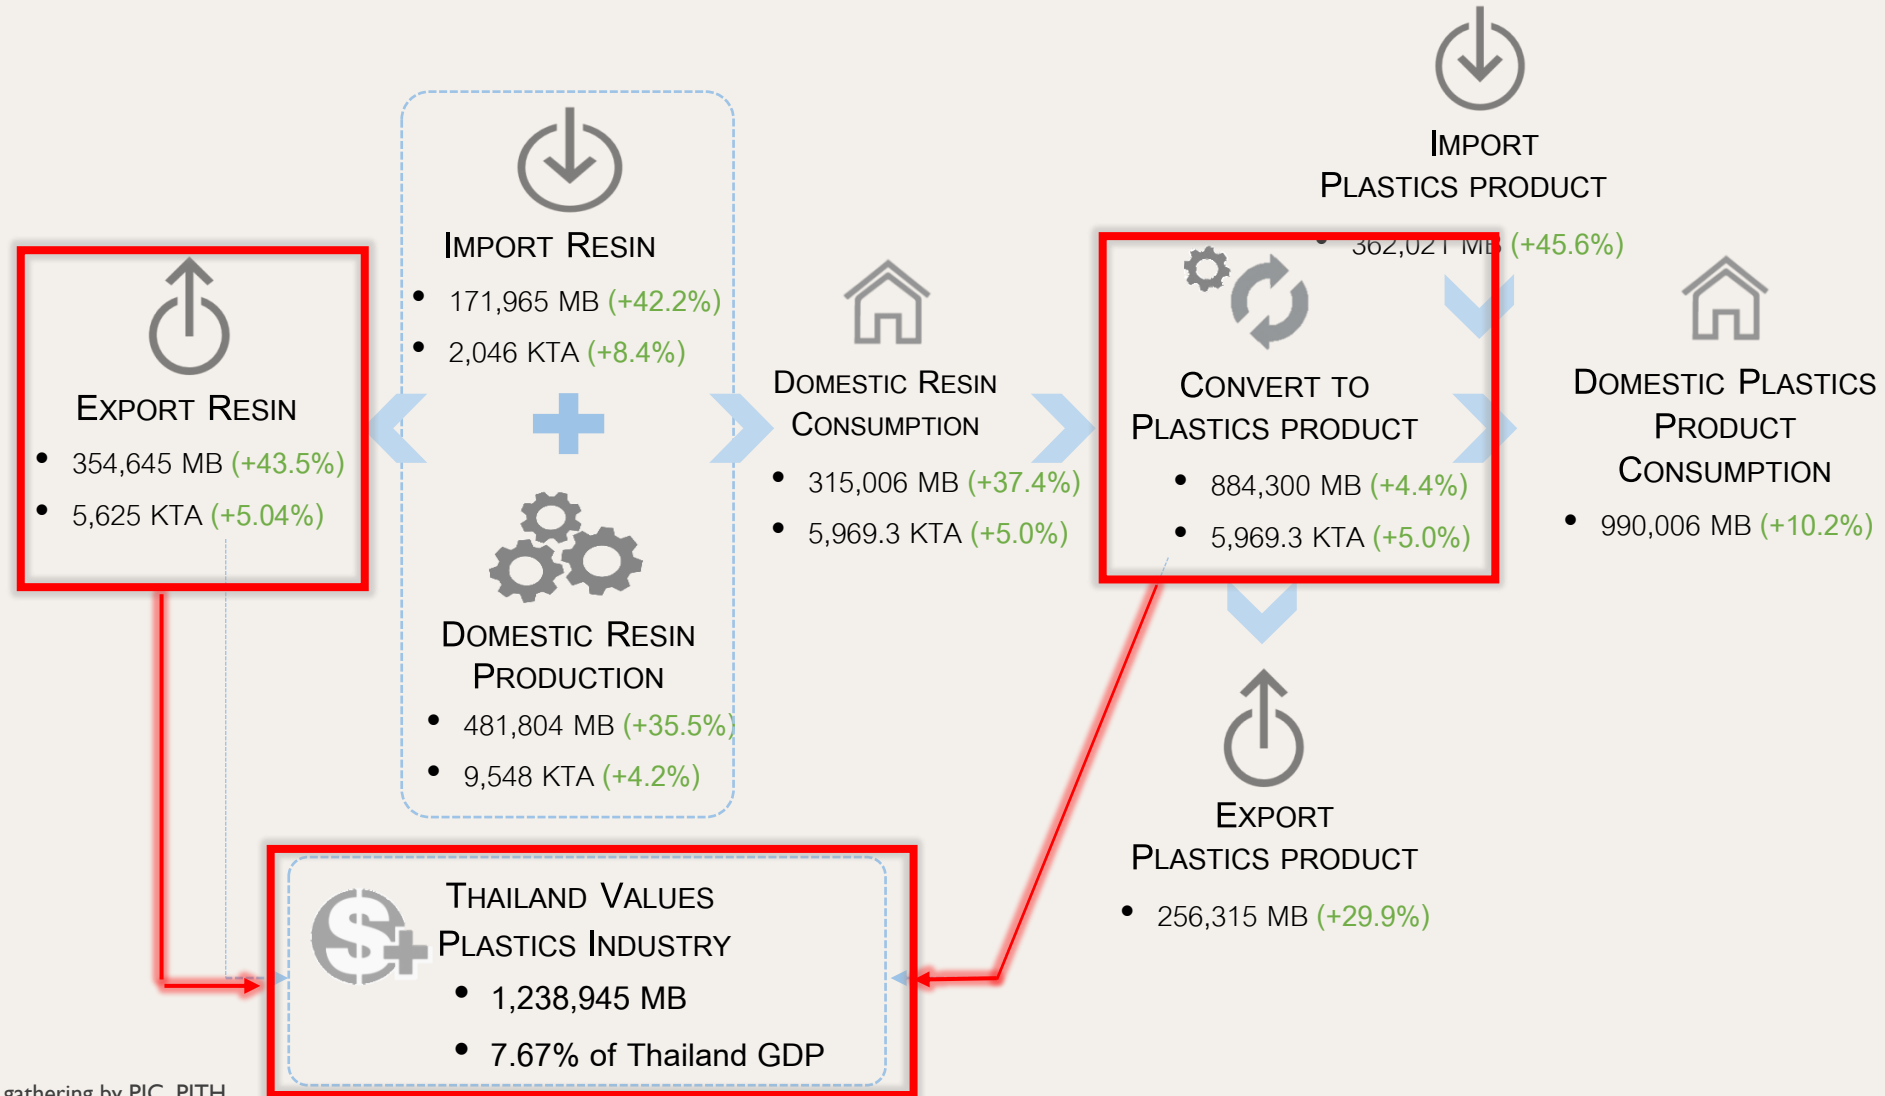 IMPORT
PLASTICS PRODUCT
• 362,021 MB (+45.6%)
IMPORT RESIN
• 171,965 MB (+42.2%)
• 2,046 KTA (+8.4%)
EXPORT RESIN
• 354,645 MB (+43.5%)
• 5,625 KTA (+5.04%)
DOMESTIC RESIN
PRODUCTION
• 481,804 MB (+35.5%)
• 9,548 KTA (+4.2%)
DOMESTIC RESIN
CONSUMPTION
• 315,006 MB (+37.4%)
• 5,969.3 KTA (+5.0%)
CONVERT TO
PLASTICS PRODUCT
• 884,300 MB (+4.4%)
• 5,969.3 KTA (+5.0%)
DOMESTIC PLASTICS
PRODUCT
CONSUMPTION
• 990,006 MB (+10.2%)
EXPORT
PLASTICS PRODUCT
• 256,315 MB (+29.9%)
THAILAND VALUES
PLASTICS INDUSTRY
• 1,238,945 MB
• 7.67% of Thailand GDP
gathering by PIC, PITH